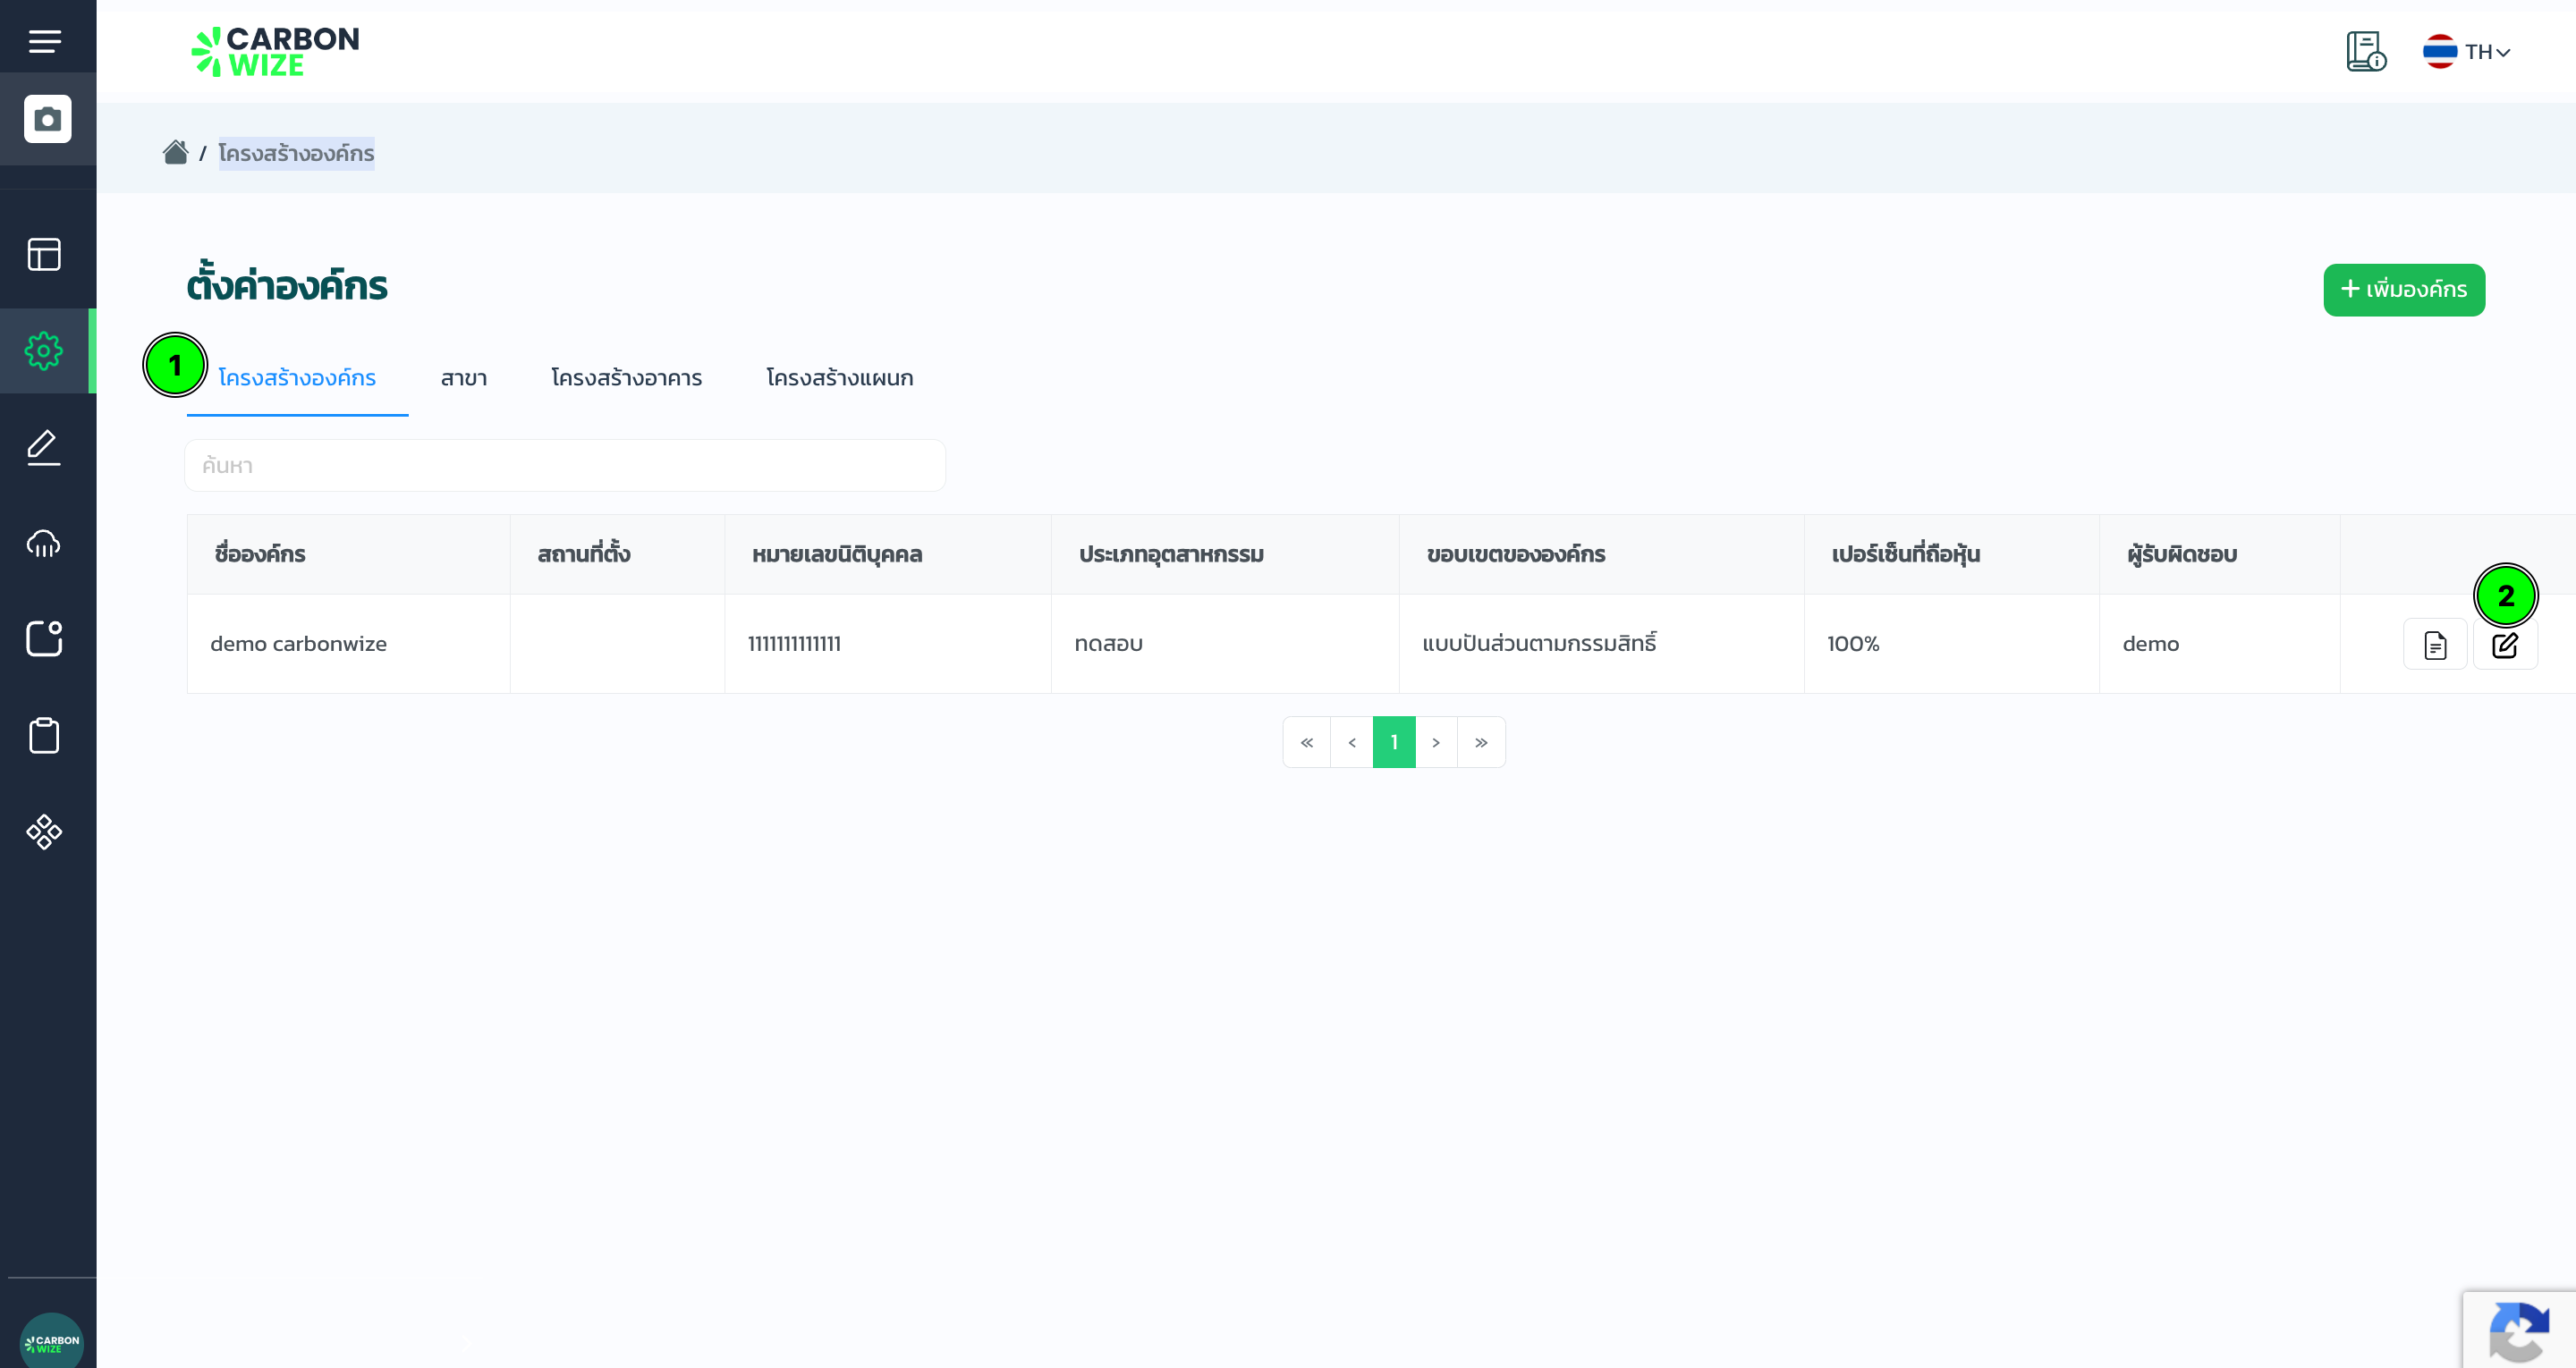 CARBON
WIZE
TH
/ โครงสร้างองค์กร
ตั้งค่าองค์กร
+ เพิ่มองค์กร
1
โครงสร้างองค์กร สาขา โครงสร้างอาคาร โครงสร้างแผนก
ค้นหา
ชื่อองค์กร สถานที่ตั้ง หมายเลขนิติบุคคล ประเภทอุตสาหกรรม ขอบเขตขององค์กร เปอร์เซ็นที่ถือหุ้น ผู้รับผิดชอบ
2
demo carbonwize 1111111111111 ทดสอบ แบบปันส่วนตามกรรมสิทธิ์ 100% demo
« ‹ 1 › »
CARBON
WIZE